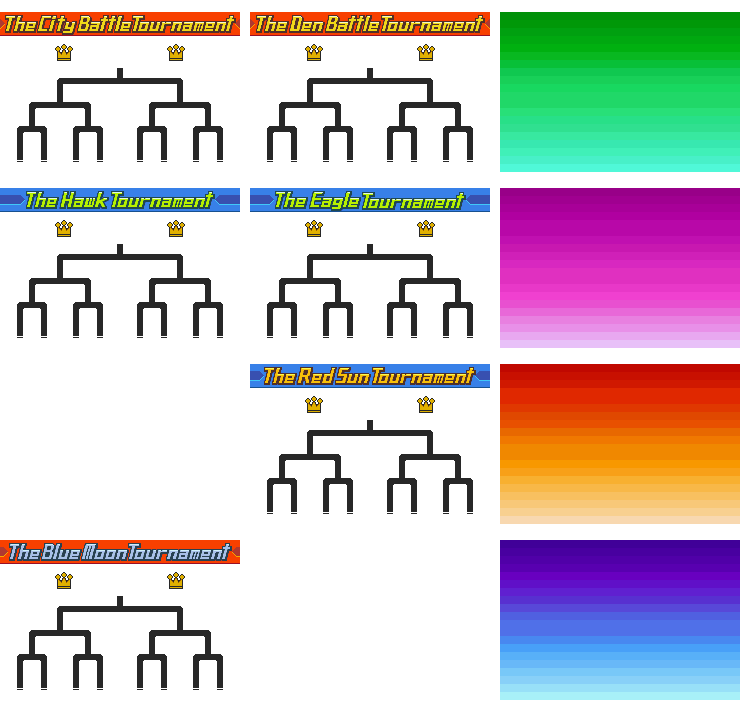 The City Battle Tournament
The Den Battle Tournament
The Hawk Tournament
The Eagle Tournament
The Red Sun Tournament
The Blue Moon Tournament